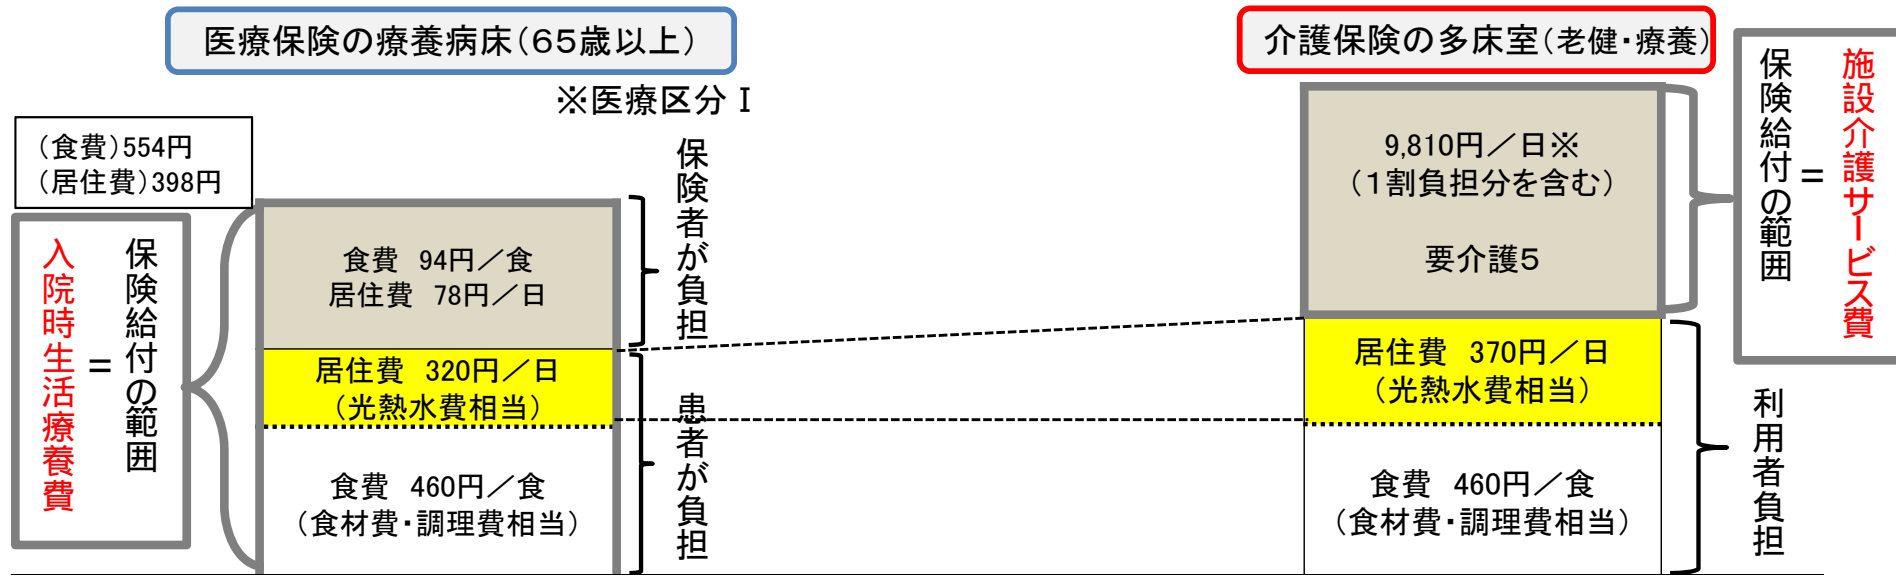 医療保険の療養病床（６５歳以上）
※医療区分Ⅰ
（食費）554円
（居住費）398円
入院時生活療養費
＝
保険給付の範囲
食費　94円／食
居住費　78円／日
保険者が負担
居住費　320円／日
（光熱水費相当）
食費　460円／食
（食材費・調理費相当）
患者が負担
介護保険の多床室（老健・療養）
9,810円／日※
（１割負担分を含む）
要介護５
保険給付の範囲
＝
施設介護サービス費
居住費　370円／日
（光熱水費相当）
食費　460円／食
（食材費・調理費相当）
利用者負担